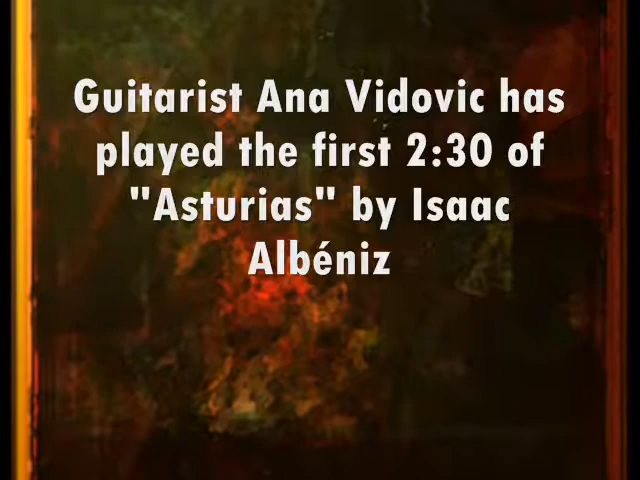 Guitarist Ana Vidovic has
played the first 2:30 of
"Asturias" by Isaac
Albéniz